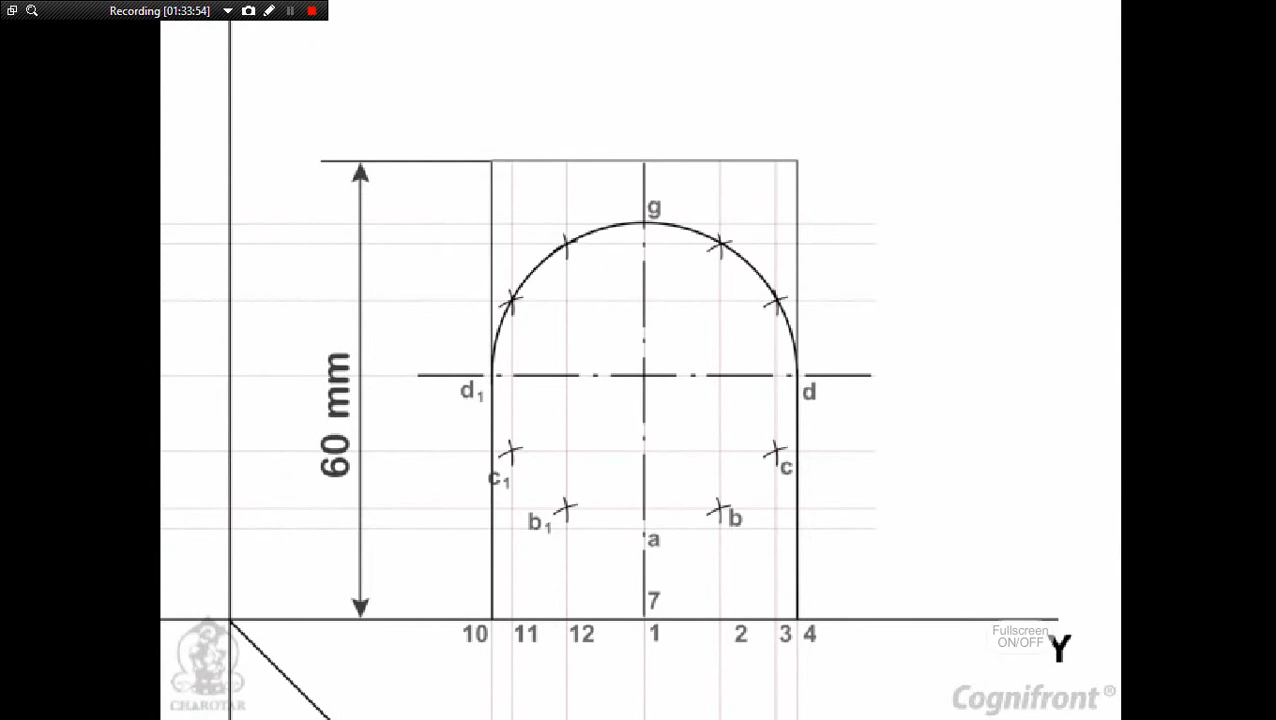 Recording [01:33:54]
g
60 mm
d₁
d
c₁
c
b₁
b
a
7
10 11 12 1 2 3 4
Fullscreen
ON/OFF
Y
CHAROTAR
Cognifront®